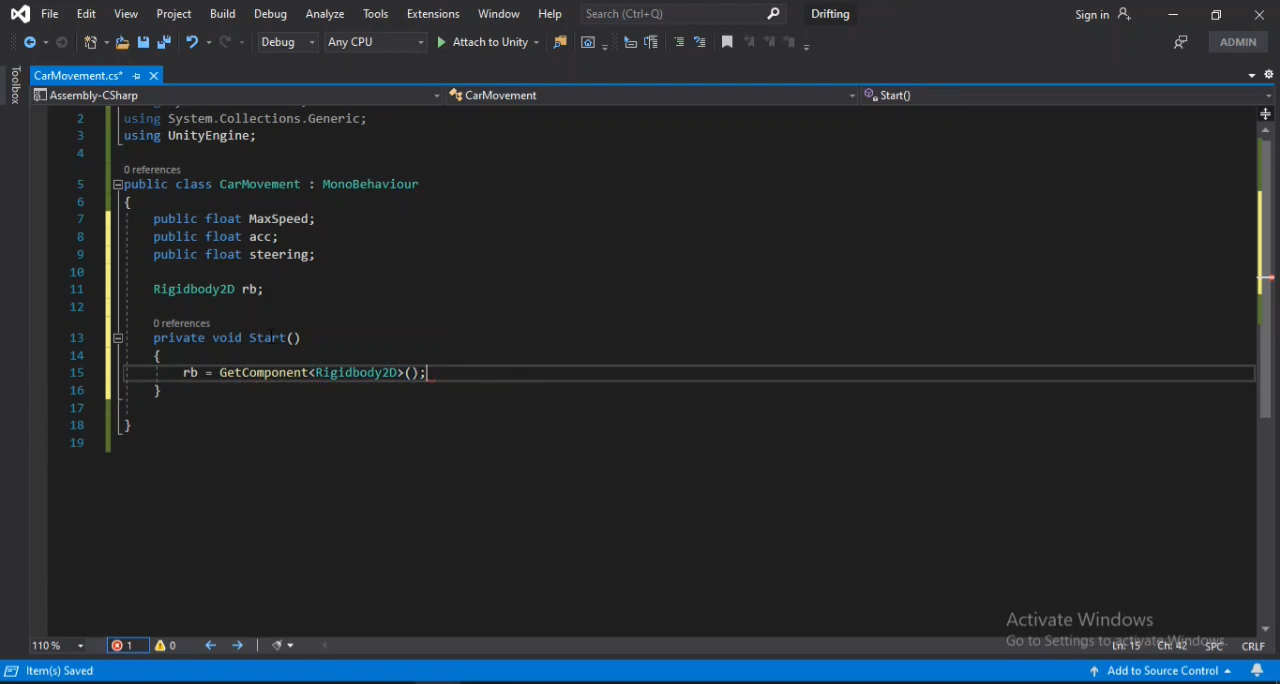 File Edit View Project Build Debug Analyze Tools Extensions Window Help Search (Ctrl+Q) Drifting Sign in
Debug Any CPU Attach to Unity ADMIN
Toolbox
CarMovement.cs*
Assembly-CSharp CarMovement Start()
2 using System.Collections.Generic;
3 using UnityEngine;
4
0 references
5 public class CarMovement : MonoBehaviour
6 {
7 public float MaxSpeed;
8 public float acc;
9 public float steering;
10
11 Rigidbody2D rb;
12
0 references
13 private void Start()
14 {
15 rb = GetComponent<Rigidbody2D>();
16 }
17
18 }
19
Activate Windows
Go to Settings to activate Windows.
110 % 1 0 Ln: 15 Ch: 42 SPC CRLF
Item(s) Saved Add to Source Control